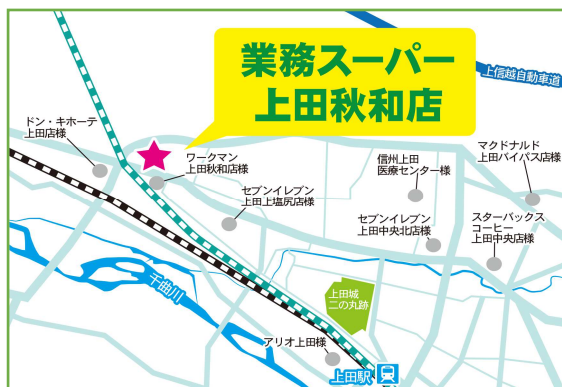 業務スーパー
上田秋和店
上信越自動車道
ドン・キホーテ
上田店様
ワークマン
上田秋和店様
セブンイレブン
上田上塩尻店様
信州上田
医療センター様
マクドナルド
上田バイパス店様
セブンイレブン
上田中央北店様
スターバックス
コーヒー
上田中央店様
千曲川
上田城
二の丸跡
アリオ上田様
上田駅